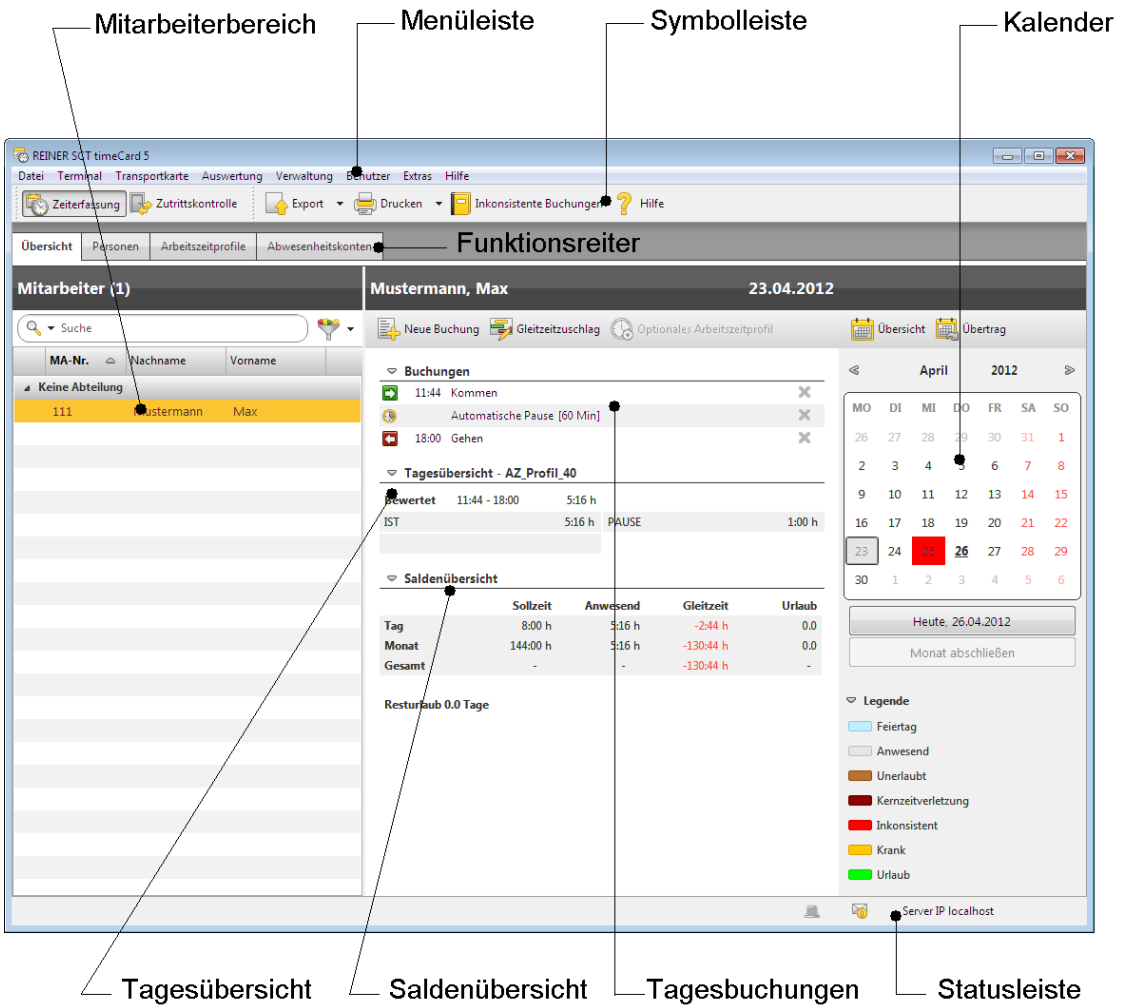 Mitarbeiterbereich Menüleiste Symbolleiste Kalender
REINER SCT timeCard 5
Datei Terminal Transportkarte Auswertung Verwaltung Benutzer Extras Hilfe
Zeiterfassung Zutrittskontrolle Export Drucken Inkonsistente Buchungen Hilfe
Übersicht Personen Arbeitszeitprofile Abwesenheitskonten Funktionsreiter
Mitarbeiter (1)
Suche
MA-Nr. Nachname Vorname
Keine Abteilung
111 Mustermann Max
Mustermann, Max 23.04.2012
Neue Buchung Gleitzeitzuschlag Optionales Arbeitszeitprofil
Buchungen
11:44 Kommen
Automatische Pause [60 Min]
18:00 Gehen
Tagesübersicht - AZ_Profil_40
Bewertet 11:44 - 18:00 5:16 h
IST 5:16 h PAUSE 1:00 h
Saldenübersicht
Sollzeit Anwesend Gleitzeit Urlaub
Tag 8:00 h 5:16 h -2:44 h 0.0
Monat 144:00 h 5:16 h -130:44 h 0.0
Gesamt - - -130:44 h -
Resturlaub 0.0 Tage
Übersicht Übertrag
April 2012
MO DI MI DO FR SA SO
26 27 28 29 30 31 1
2 3 4 5 6 7 8
9 10 11 12 13 14 15
16 17 18 19 20 21 22
23 24 25 26 27 28 29
30 1 2 3 4 5 6
Heute, 26.04.2012
Monat abschließen
Legende
Feiertag
Anwesend
Unerlaubt
Kernzeitverletzung
Inkonsistent
Krank
Urlaub
Server IP localhost
Tagesübersicht Saldenübersicht Tagesbuchungen Statusleiste